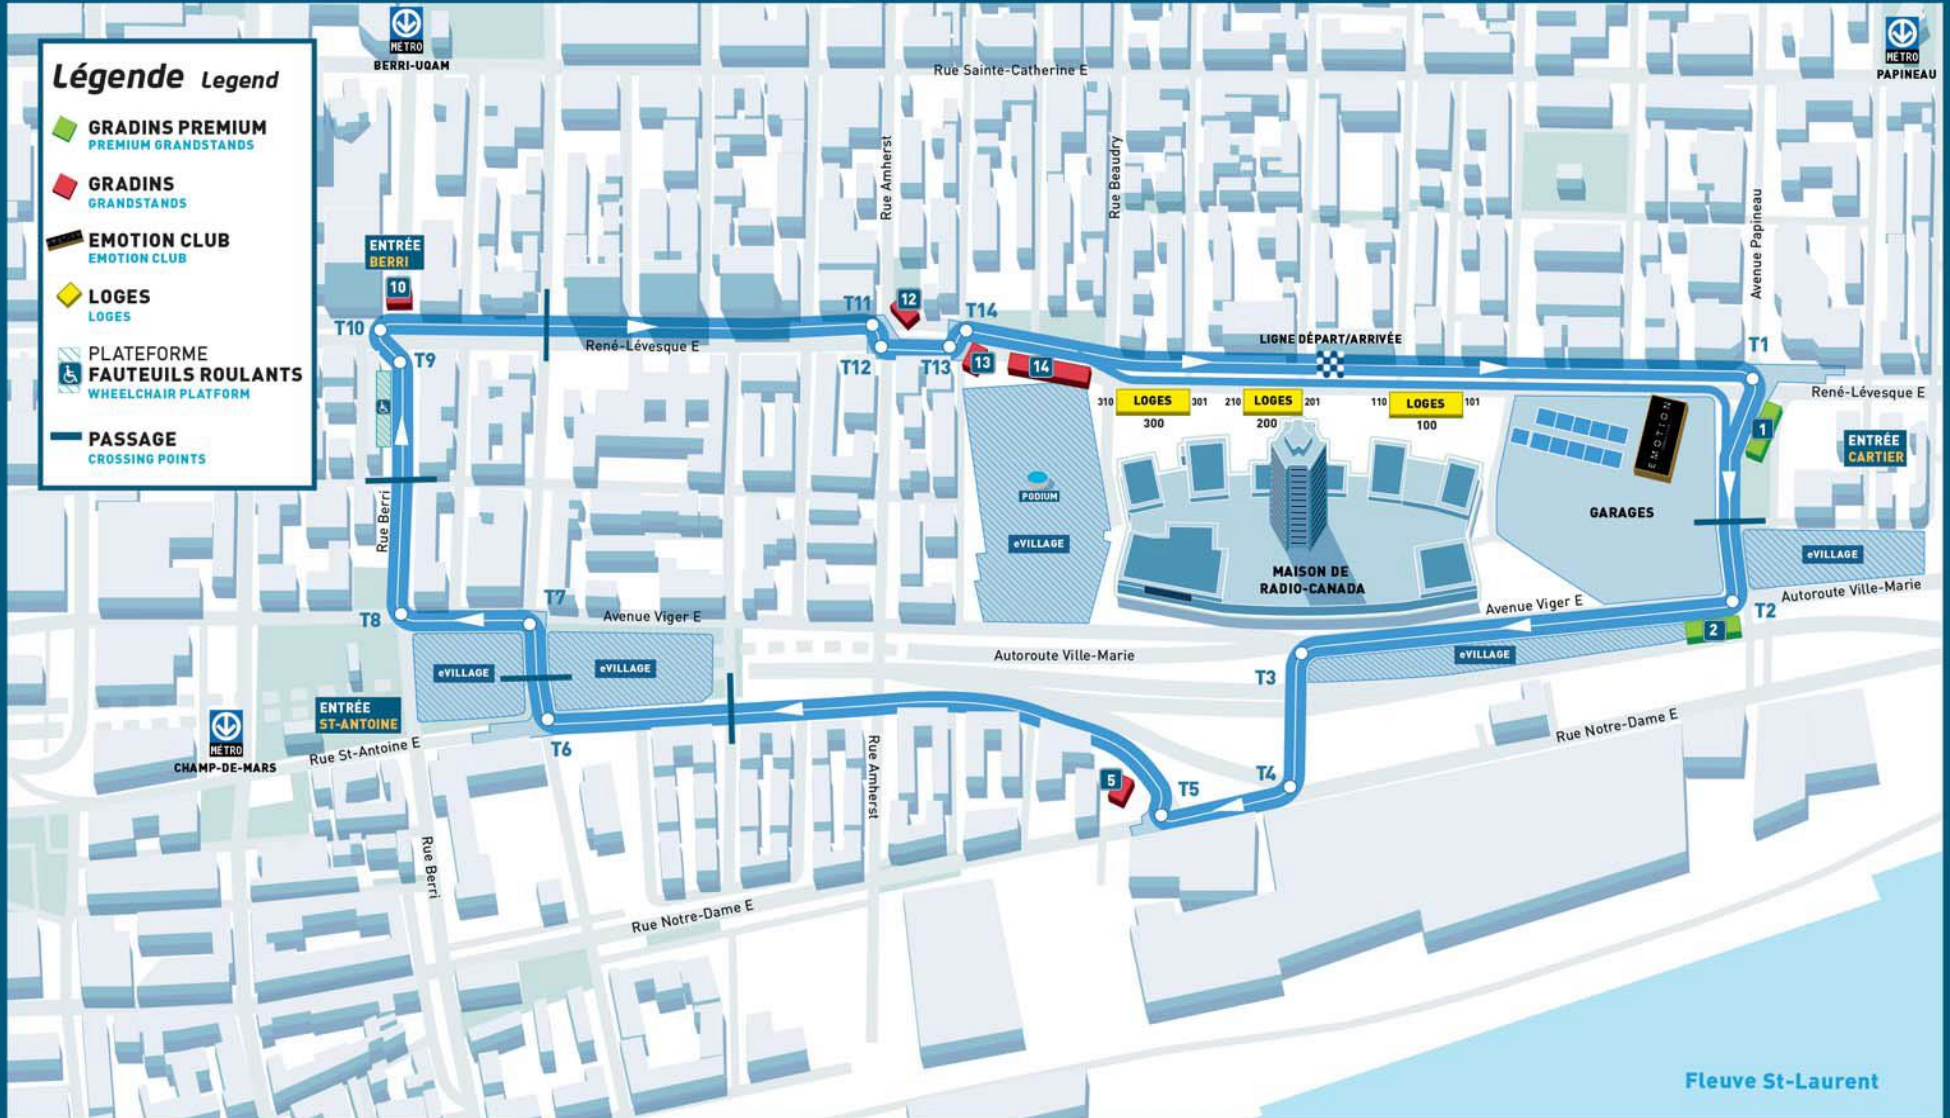 MÉTRO
BERRI-UQAM
MÉTRO
PAPINEAU
Légende Legend
GRADINS PREMIUM
PREMIUM GRANDSTANDS
GRADINS
GRANDSTANDS
EMOTION CLUB
EMOTION CLUB
LOGES
LOGES
PLATEFORME
FAUTEUILS ROULANTS
WHEELCHAIR PLATFORM
PASSAGE
CROSSING POINTS
Rue Sainte-Catherine E
Rue Amherst
Rue Beaudry
Avenue Papineau
ENTRÉE
BERRI
10
T10
T9
T11
12
T14
T12
T13
13
14
René-Lévesque E
LIGNE DÉPART/ARRIVÉE
T1
René-Lévesque E
310 LOGES 301
300
210 LOGES 201
200
110 LOGES 101
100
EMOTION
1
ENTRÉE
CARTIER
PODIUM
eVILLAGE
GARAGES
eVILLAGE
MAISON DE
RADIO-CANADA
Rue Berri
T8
T7
Avenue Viger E
Avenue Viger E
T2
Autoroute Ville-Marie
2
eVILLAGE
eVILLAGE
eVILLAGE
Autoroute Ville-Marie
T3
ENTRÉE
ST-ANTOINE
MÉTRO
CHAMP-DE-MARS
Rue St-Antoine E
T6
Rue Amherst
5
T5
T4
Rue Notre-Dame E
Rue Berri
Rue Notre-Dame E
Fleuve St-Laurent